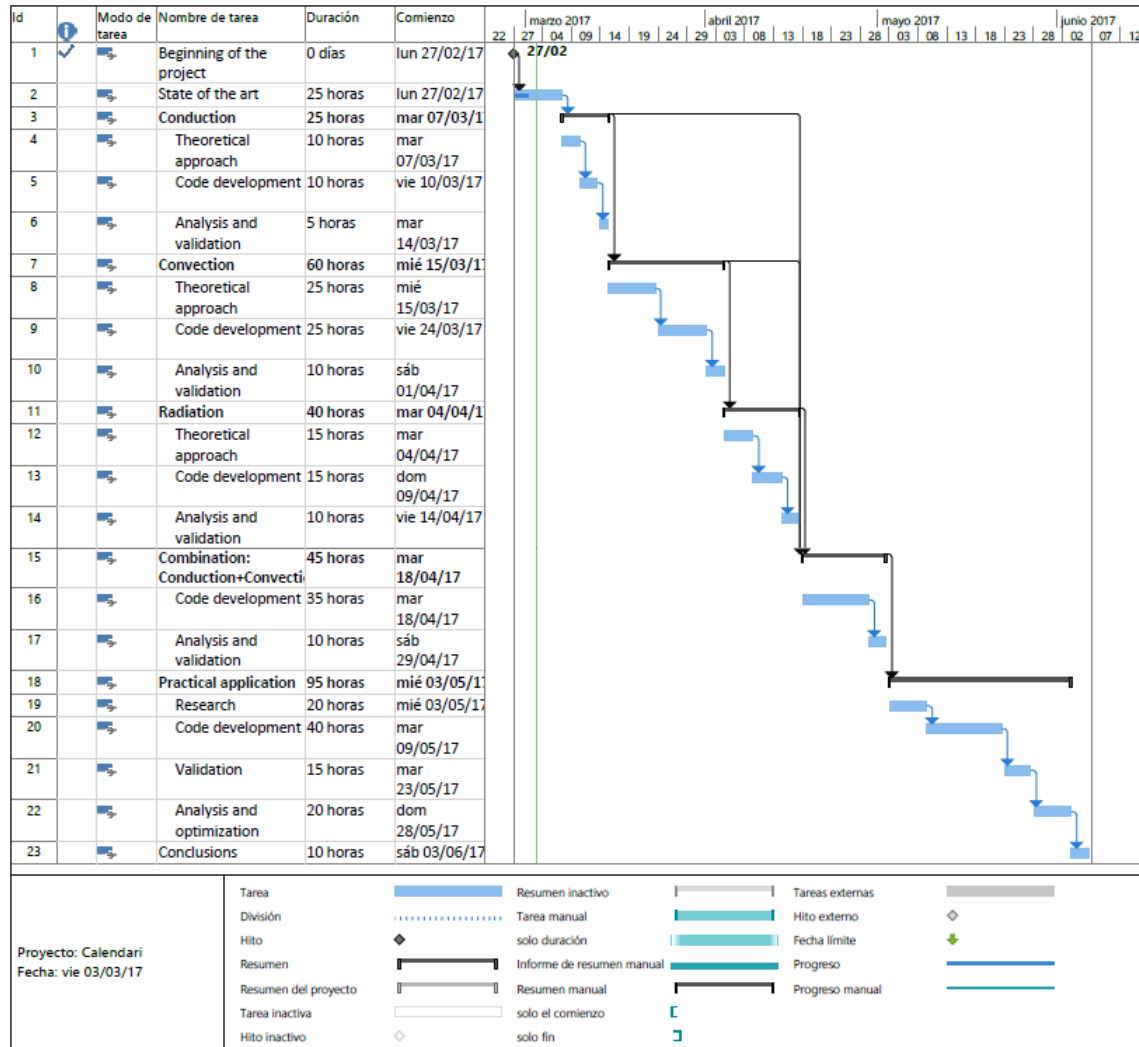 Id Modo de tarea Nombre de tarea Duración Comienzo
marzo 2017 abril 2017 mayo 2017 junio 2017
22 27 04 09 14 19 24 29 03 08 13 18 23 28 03 08 13 18 23 28 02 07 12
1 Beginning of the project 0 días lun 27/02/17 27/02
2 State of the art 25 horas lun 27/02/17
3 Conduction 25 horas mar 07/03/1
4 Theoretical approach 10 horas mar 07/03/17
5 Code development 10 horas vie 10/03/17
6 Analysis and validation 5 horas mar 14/03/17
7 Convection 60 horas mié 15/03/1
8 Theoretical approach 25 horas mié 15/03/17
9 Code development 25 horas vie 24/03/17
10 Analysis and validation 10 horas sáb 01/04/17
11 Radiation 40 horas mar 04/04/1
12 Theoretical approach 15 horas mar 04/04/17
13 Code development 15 horas dom 09/04/17
14 Analysis and validation 10 horas vie 14/04/17
15 Combination: Conduction+Convecti 45 horas mar 18/04/17
16 Code development 35 horas mar 18/04/17
17 Analysis and validation 10 horas sáb 29/04/17
18 Practical application 95 horas mié 03/05/1
19 Research 20 horas mié 03/05/17
20 Code development 40 horas mar 09/05/17
21 Validation 15 horas mar 23/05/17
22 Analysis and optimization 20 horas dom 28/05/17
23 Conclusions 10 horas sáb 03/06/17
Proyecto: Calendari
Fecha: vie 03/03/17
Tarea Resumen inactivo Tareas externas
División Tarea manual Hito externo
Hito solo duración Fecha límite
Resumen Informe de resumen manual Progreso
Resumen del proyecto Resumen manual Progreso manual
Tarea inactiva solo el comienzo
Hito inactivo solo fin